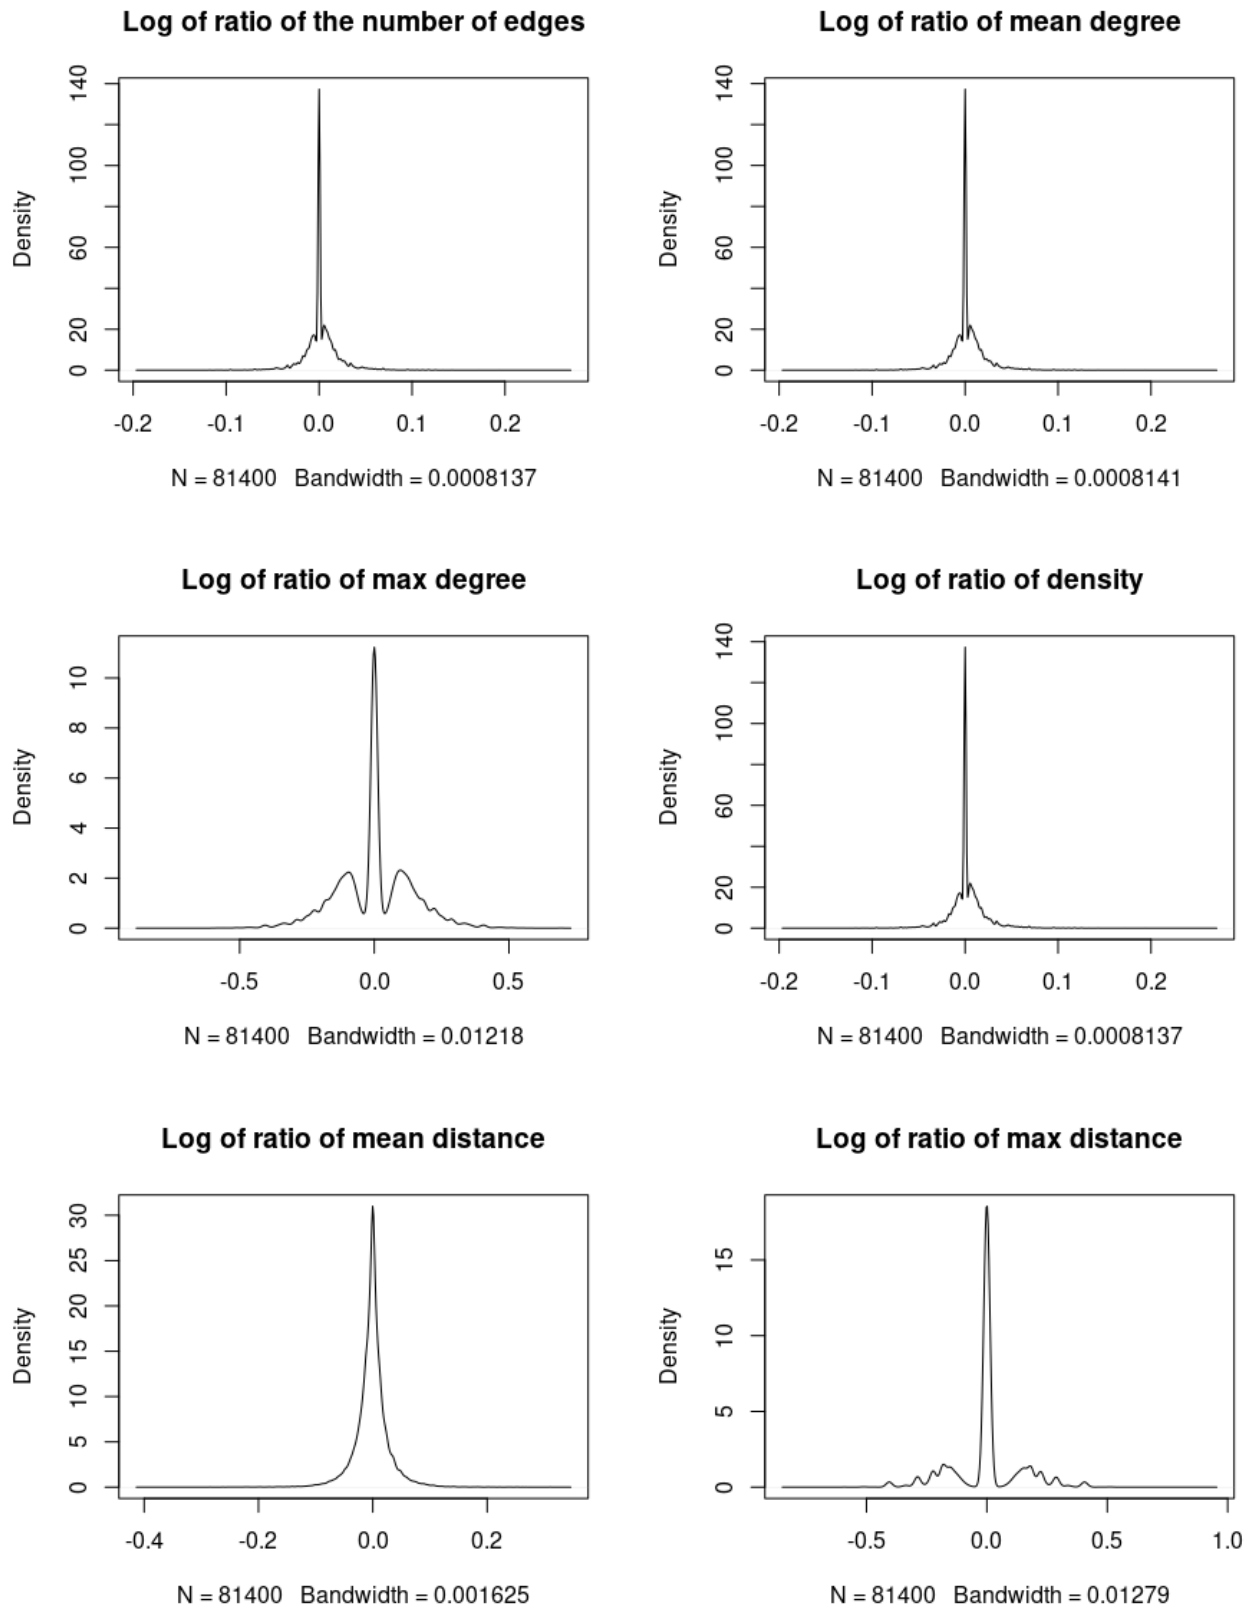 Log of ratio of the number of edges
Density
0 20 60 100 140
-0.2 -0.1 0.0 0.1 0.2
N = 81400 Bandwidth = 0.0008137
Log of ratio of mean degree
Density
0 20 60 100 140
-0.2 -0.1 0.0 0.1 0.2
N = 81400 Bandwidth = 0.0008141
Log of ratio of max degree
Density
0 2 4 6 8 10
-0.5 0.0 0.5
N = 81400 Bandwidth = 0.01218
Log of ratio of density
Density
0 20 60 100 140
-0.2 -0.1 0.0 0.1 0.2
N = 81400 Bandwidth = 0.0008137
Log of ratio of mean distance
Density
0 5 10 15 20 25 30
-0.4 -0.2 0.0 0.2
N = 81400 Bandwidth = 0.001625
Log of ratio of max distance
Density
0 5 10 15
-0.5 0.0 0.5 1.0
N = 81400 Bandwidth = 0.01279